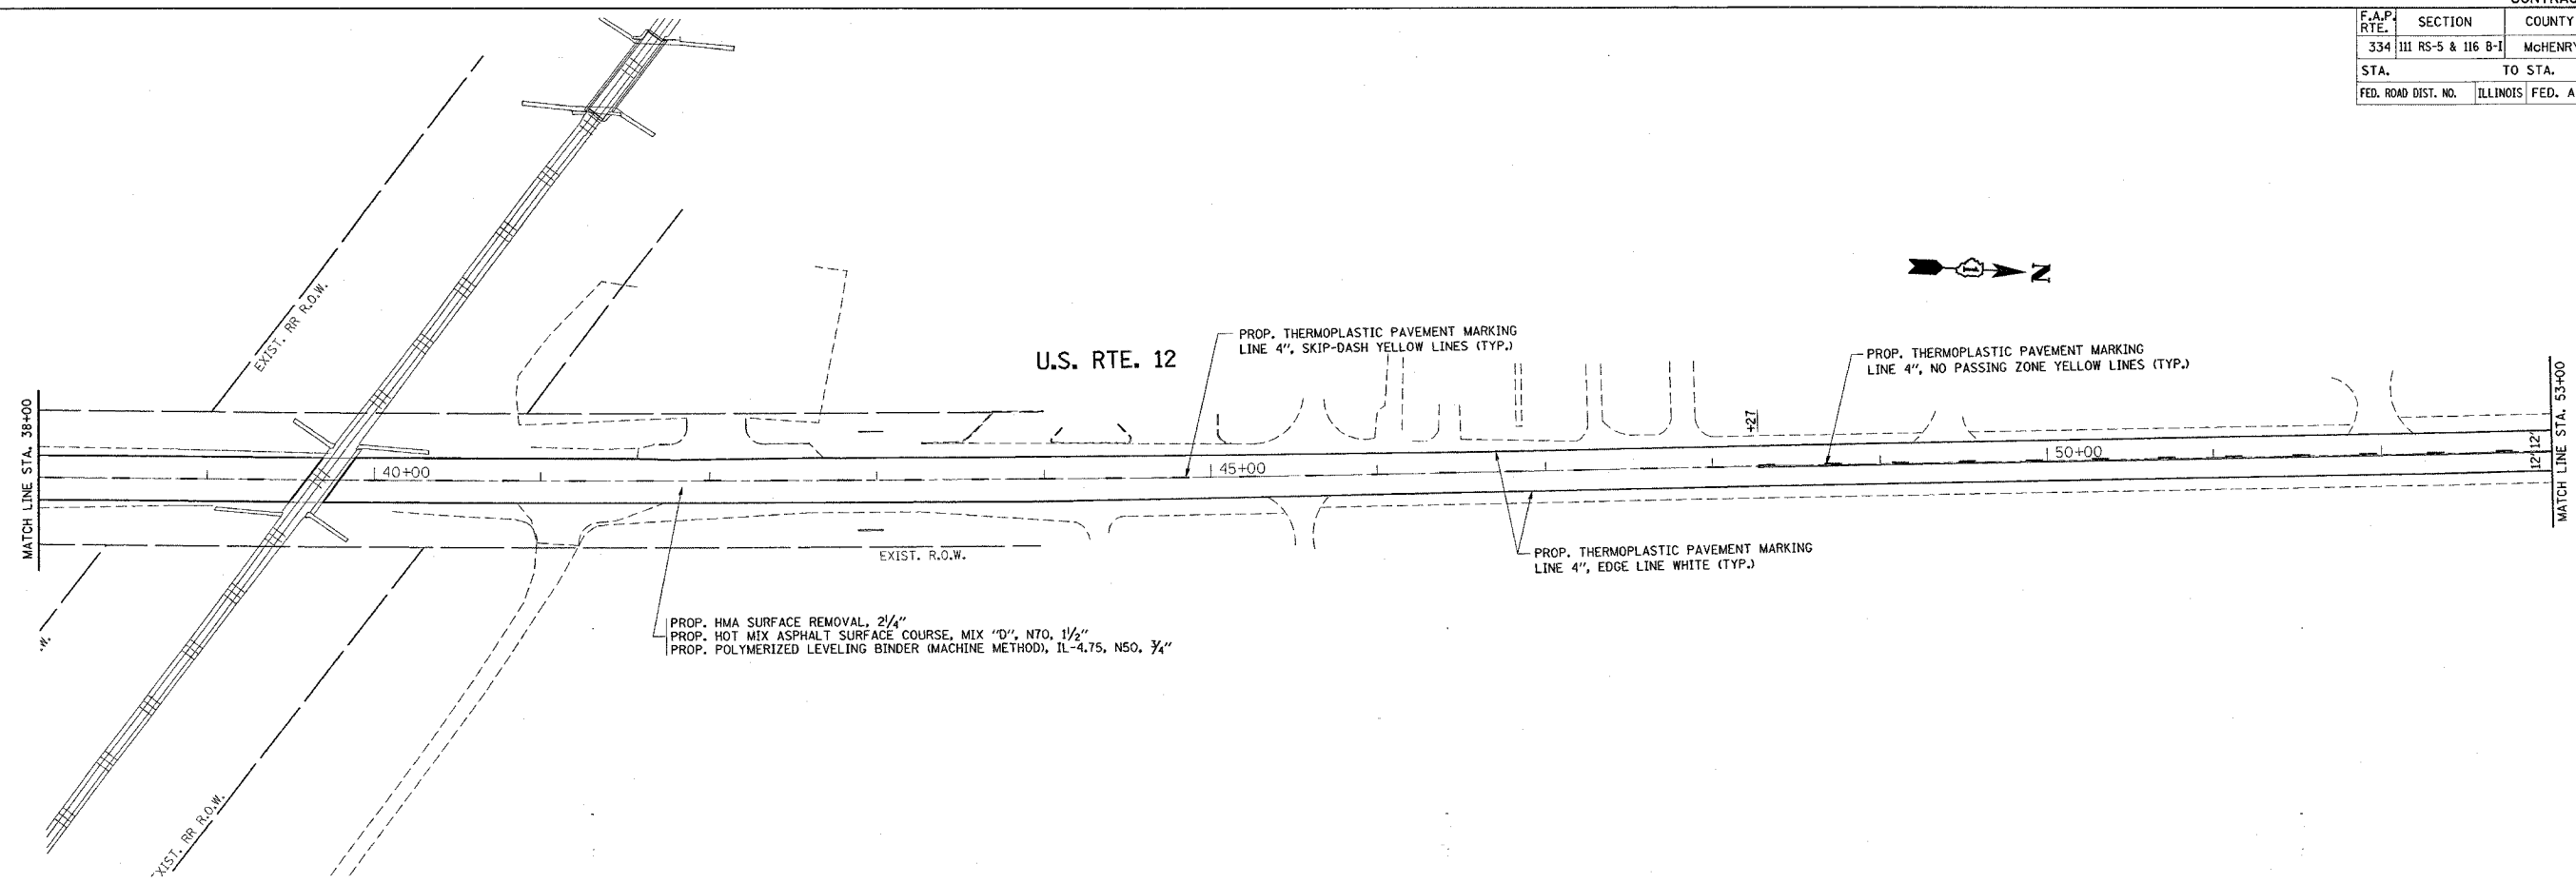 F.A.P. RTE. SECTION COUNTY
334 111 RS-5 & 116 B-I McHENRY
STA. TO STA.
FED. ROAD DIST. NO. ILLINOIS FED. A
N
EXIST. RR R.O.W.
U.S. RTE. 12
PROP. THERMOPLASTIC PAVEMENT MARKING
LINE 4", SKIP-DASH YELLOW LINES (TYP.)
PROP. THERMOPLASTIC PAVEMENT MARKING
LINE 4", NO PASSING ZONE YELLOW LINES (TYP.)
MATCH LINE STA. 38+00
+27
40+00
45+00
50+00
12' 12'
MATCH LINE STA. 53+00
EXIST. R.O.W.
PROP. THERMOPLASTIC PAVEMENT MARKING
LINE 4", EDGE LINE WHITE (TYP.)
PROP. HMA SURFACE REMOVAL, 2 1/4"
PROP. HOT MIX ASPHALT SURFACE COURSE, MIX "D", N70, 1 1/2"
PROP. POLYMERIZED LEVELING BINDER (MACHINE METHOD), IL-4.75, N50, 3/4"
.W.
XIST. RR R.O.W.